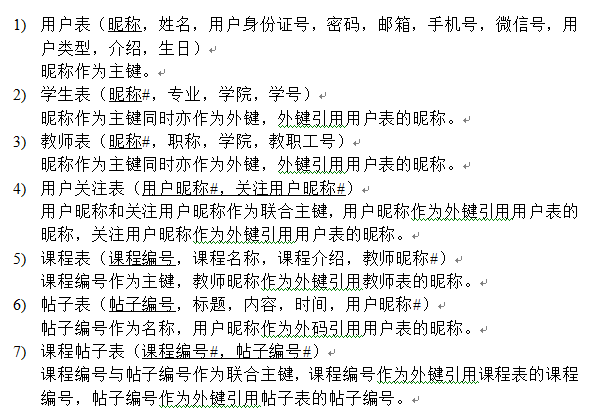 1) 用户表（昵称，姓名，用户身份证号，密码，邮箱，手机号，微信号，用
户类型，介绍，生日）
昵称作为主键。
2) 学生表（昵称#，专业，学院，学号）
昵称作为主键同时亦作为外键，外键引用用户表的昵称。
3) 教师表（昵称#，职称，学院，教职工号）
昵称作为主键同时亦作为外键，外键引用用户表的昵称。
4) 用户关注表（用户昵称#，关注用户昵称#）
用户昵称和关注用户昵称作为联合主键，用户昵称作为外键引用用户表的
昵称，关注用户昵称作为外键引用用户表的昵称。
5) 课程表（课程编号，课程名称，课程介绍，教师昵称#）
课程编号作为主键，教师昵称作为外键引用教师表的昵称。
6) 帖子表（帖子编号，标题，内容，时间，用户昵称#）
帖子编号作为名称，用户昵称作为外码引用用户表的昵称。
7) 课程帖子表（课程编号#，帖子编号#）
课程编号与帖子编号作为联合主键，课程编号作为外键引用课程表的课程
编号，帖子编号作为外键引用帖子表的帖子编号。